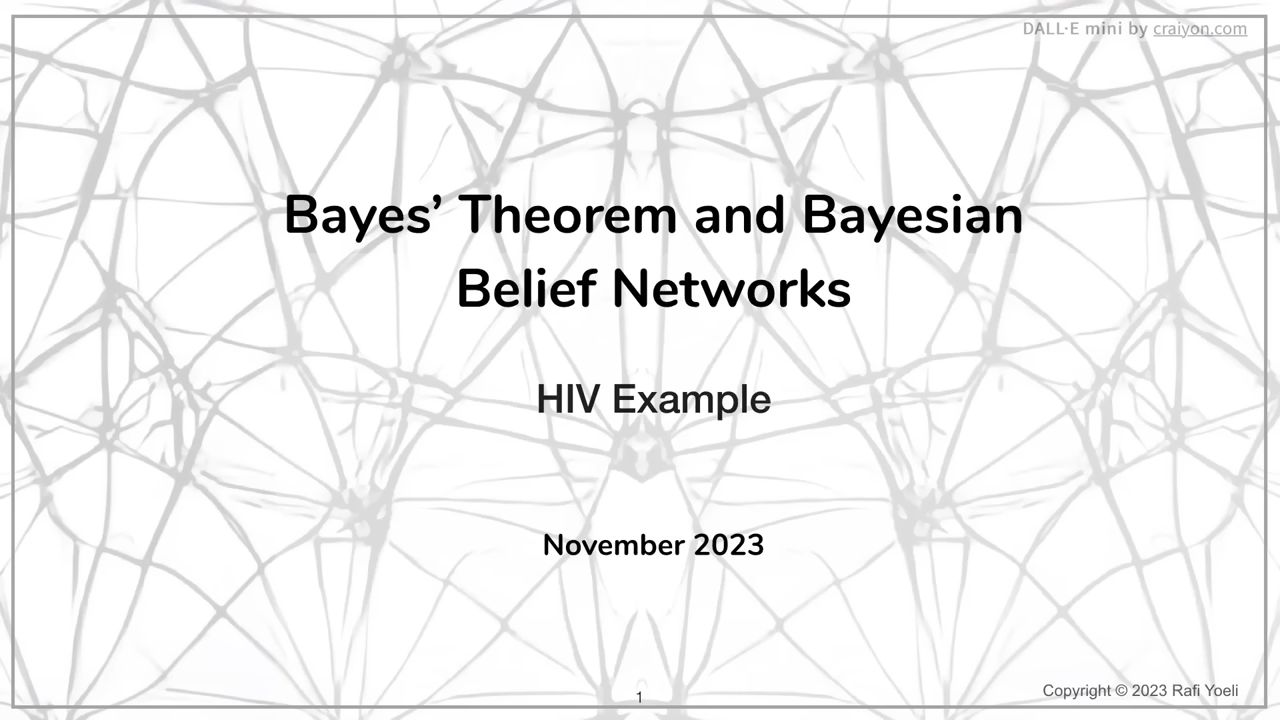 DALL·E mini by craiyon.com
Bayes’ Theorem and Bayesian
Belief Networks
HIV Example
November 2023
Copyright © 2023 Rafi Yoeli
1